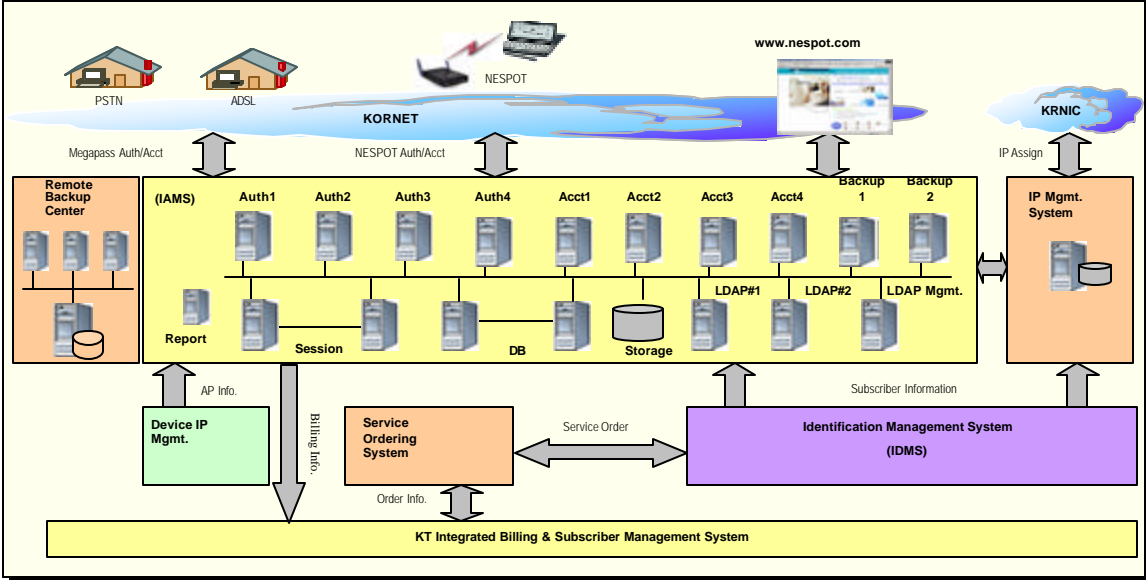 www.nespot.com
NESPOT
PSTN
ADSL
KORNET
KRNIC
Megapass Auth/Acct
NESPOT Auth/Acct
IP Assign
Remote
Backup
Center
(IAMS)
Auth1
Auth2
Auth3
Auth4
Acct1
Acct2
Acct3
Acct4
Backup
1
Backup
2
IP Mgmt.
System
LDAP#1
LDAP#2
LDAP Mgmt.
Report
Session
DB
Storage
AP Info.
Billing Info.
Subscriber Information
Device IP
Mgmt.
Service
Ordering
System
Service Order
Identification Management System
(IDMS)
Order Info.
KT Integrated Billing & Subscriber Management System